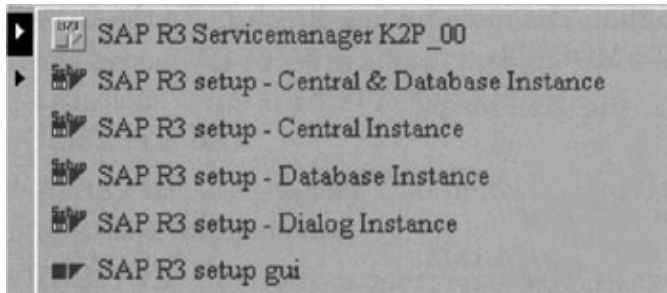 SAP R3 Servicemanager K2P_00
SAP R3 setup - Central & Database Instance
SAP R3 setup - Central Instance
SAP R3 setup - Database Instance
SAP R3 setup - Dialog Instance
SAP R3 setup gui